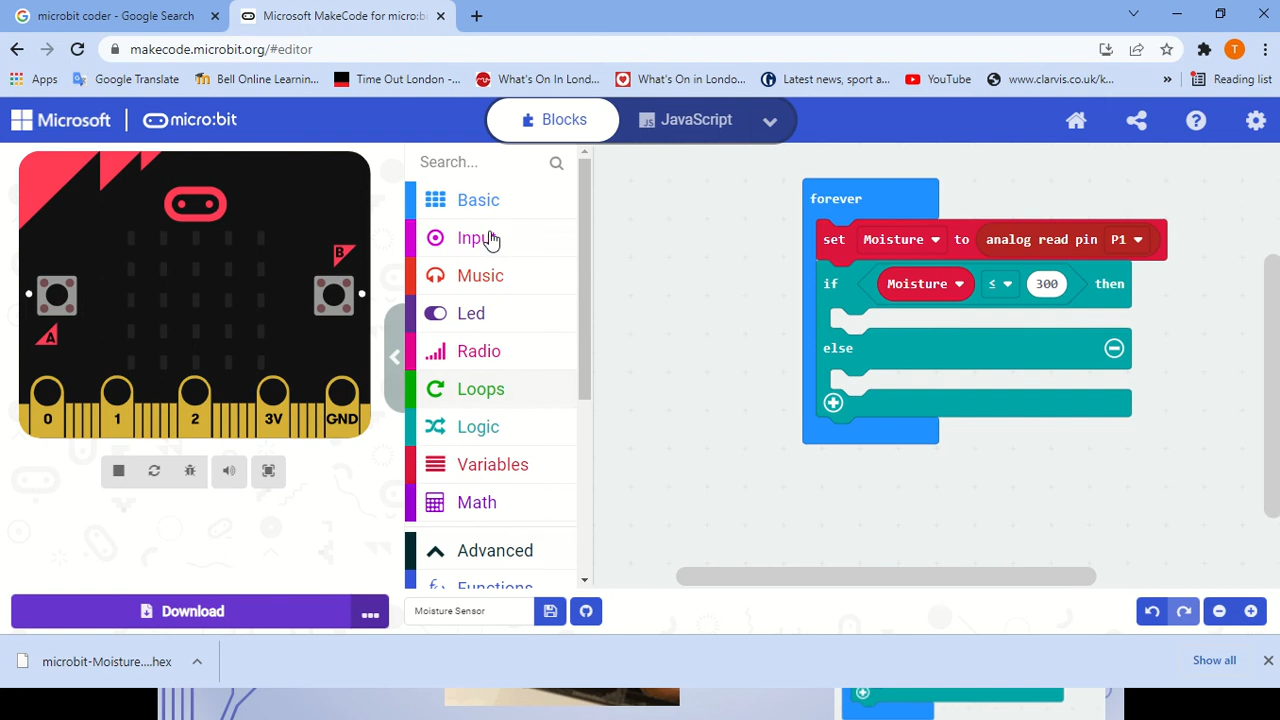 microbit coder - Google Search
Microsoft MakeCode for micro:bi
makecode.microbit.org/#editor
T
Apps
Google Translate
Bell Online Learnin...
Time Out London -...
What's On In Lond...
What's On in Londo...
Latest news, sport a...
YouTube
www.clarvis.co.uk/k...
»
Reading list
Microsoft
micro:bit
Blocks
JavaScript
Search...
Basic
Music
Led
Radio
Loops
Logic
Variables
Math
Advanced
Functions
A
B
0 1 2 3V GND
forever
set Moisture to analog read pin P1
if Moisture ≤ 300 then
else
Download
...
Moisture Sensor
microbit-Moisture....hex
Show all